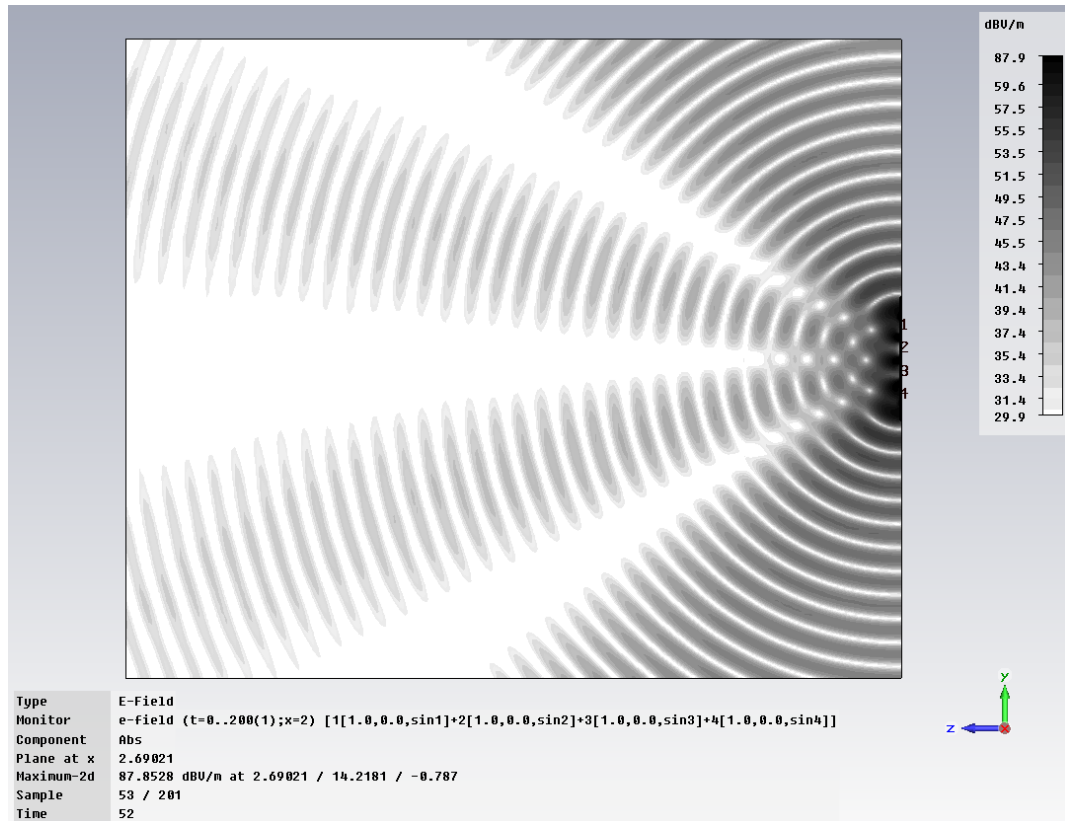 dBV/m
87.9
59.6
57.5
55.5
53.5
51.5
49.5
47.5
45.5
43.4
41.4
39.4
37.4
35.4
33.4
31.4
29.9
1
2
3
4
y
z
x
Type E-Field
Monitor e-field (t=0..200(1);x=2) [1[1.0,0.0,sin1]+2[1.0,0.0,sin2]+3[1.0,0.0,sin3]+4[1.0,0.0,sin4]]
Component Abs
Plane at x 2.69021
Maximum-2d 87.8528 dBV/m at 2.69021 / 14.2181 / -0.787
Sample 53 / 201
Time 52